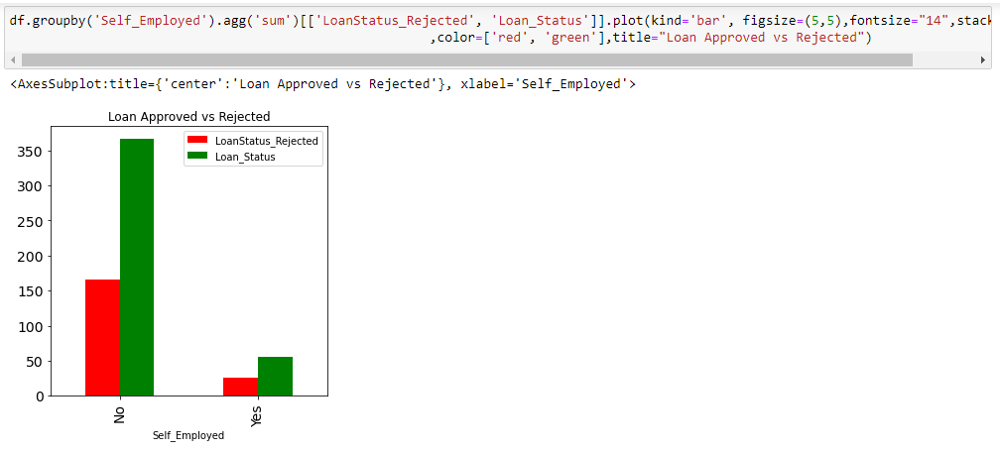 df.groupby('Self_Employed').agg('sum')[['LoanStatus_Rejected', 'Loan_Status']].plot(kind='bar', figsize=(5,5),fontsize="14",stack
,color=['red', 'green'],title="Loan Approved vs Rejected")
<AxesSubplot:title={'center':'Loan Approved vs Rejected'}, xlabel='Self_Employed'>
Loan Approved vs Rejected
LoanStatus_Rejected
Loan_Status
350
300
250
200
150
100
50
0
No
Yes
Self_Employed